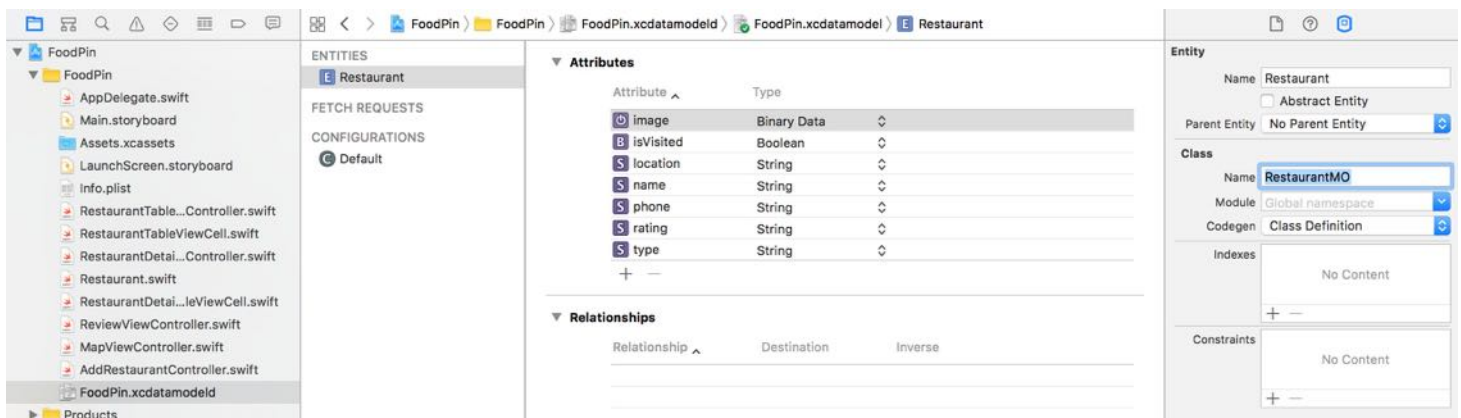 FoodPin
FoodPin
FoodPin.xcdatamodeld
FoodPin.xcdatamodel
E Restaurant
FoodPin
FoodPin
AppDelegate.swift
Main.storyboard
Assets.xcassets
LaunchScreen.storyboard
Info.plist
RestaurantTable...Controller.swift
RestaurantTableViewCell.swift
RestaurantDetai...Controller.swift
Restaurant.swift
RestaurantDetai...leViewCell.swift
ReviewViewController.swift
MapViewController.swift
AddRestaurantController.swift
FoodPin.xcdatamodeld
Products
ENTITIES
E Restaurant
FETCH REQUESTS
CONFIGURATIONS
C Default
Attributes
Attribute Type
image Binary Data
B isVisited Boolean
S location String
S name String
S phone String
S rating String
S type String
Relationships
Relationship Destination Inverse
Entity
Name Restaurant
Abstract Entity
Parent Entity No Parent Entity
Class
Name RestaurantMO
Module Global namespace
Codegen Class Definition
Indexes
No Content
Constraints
No Content